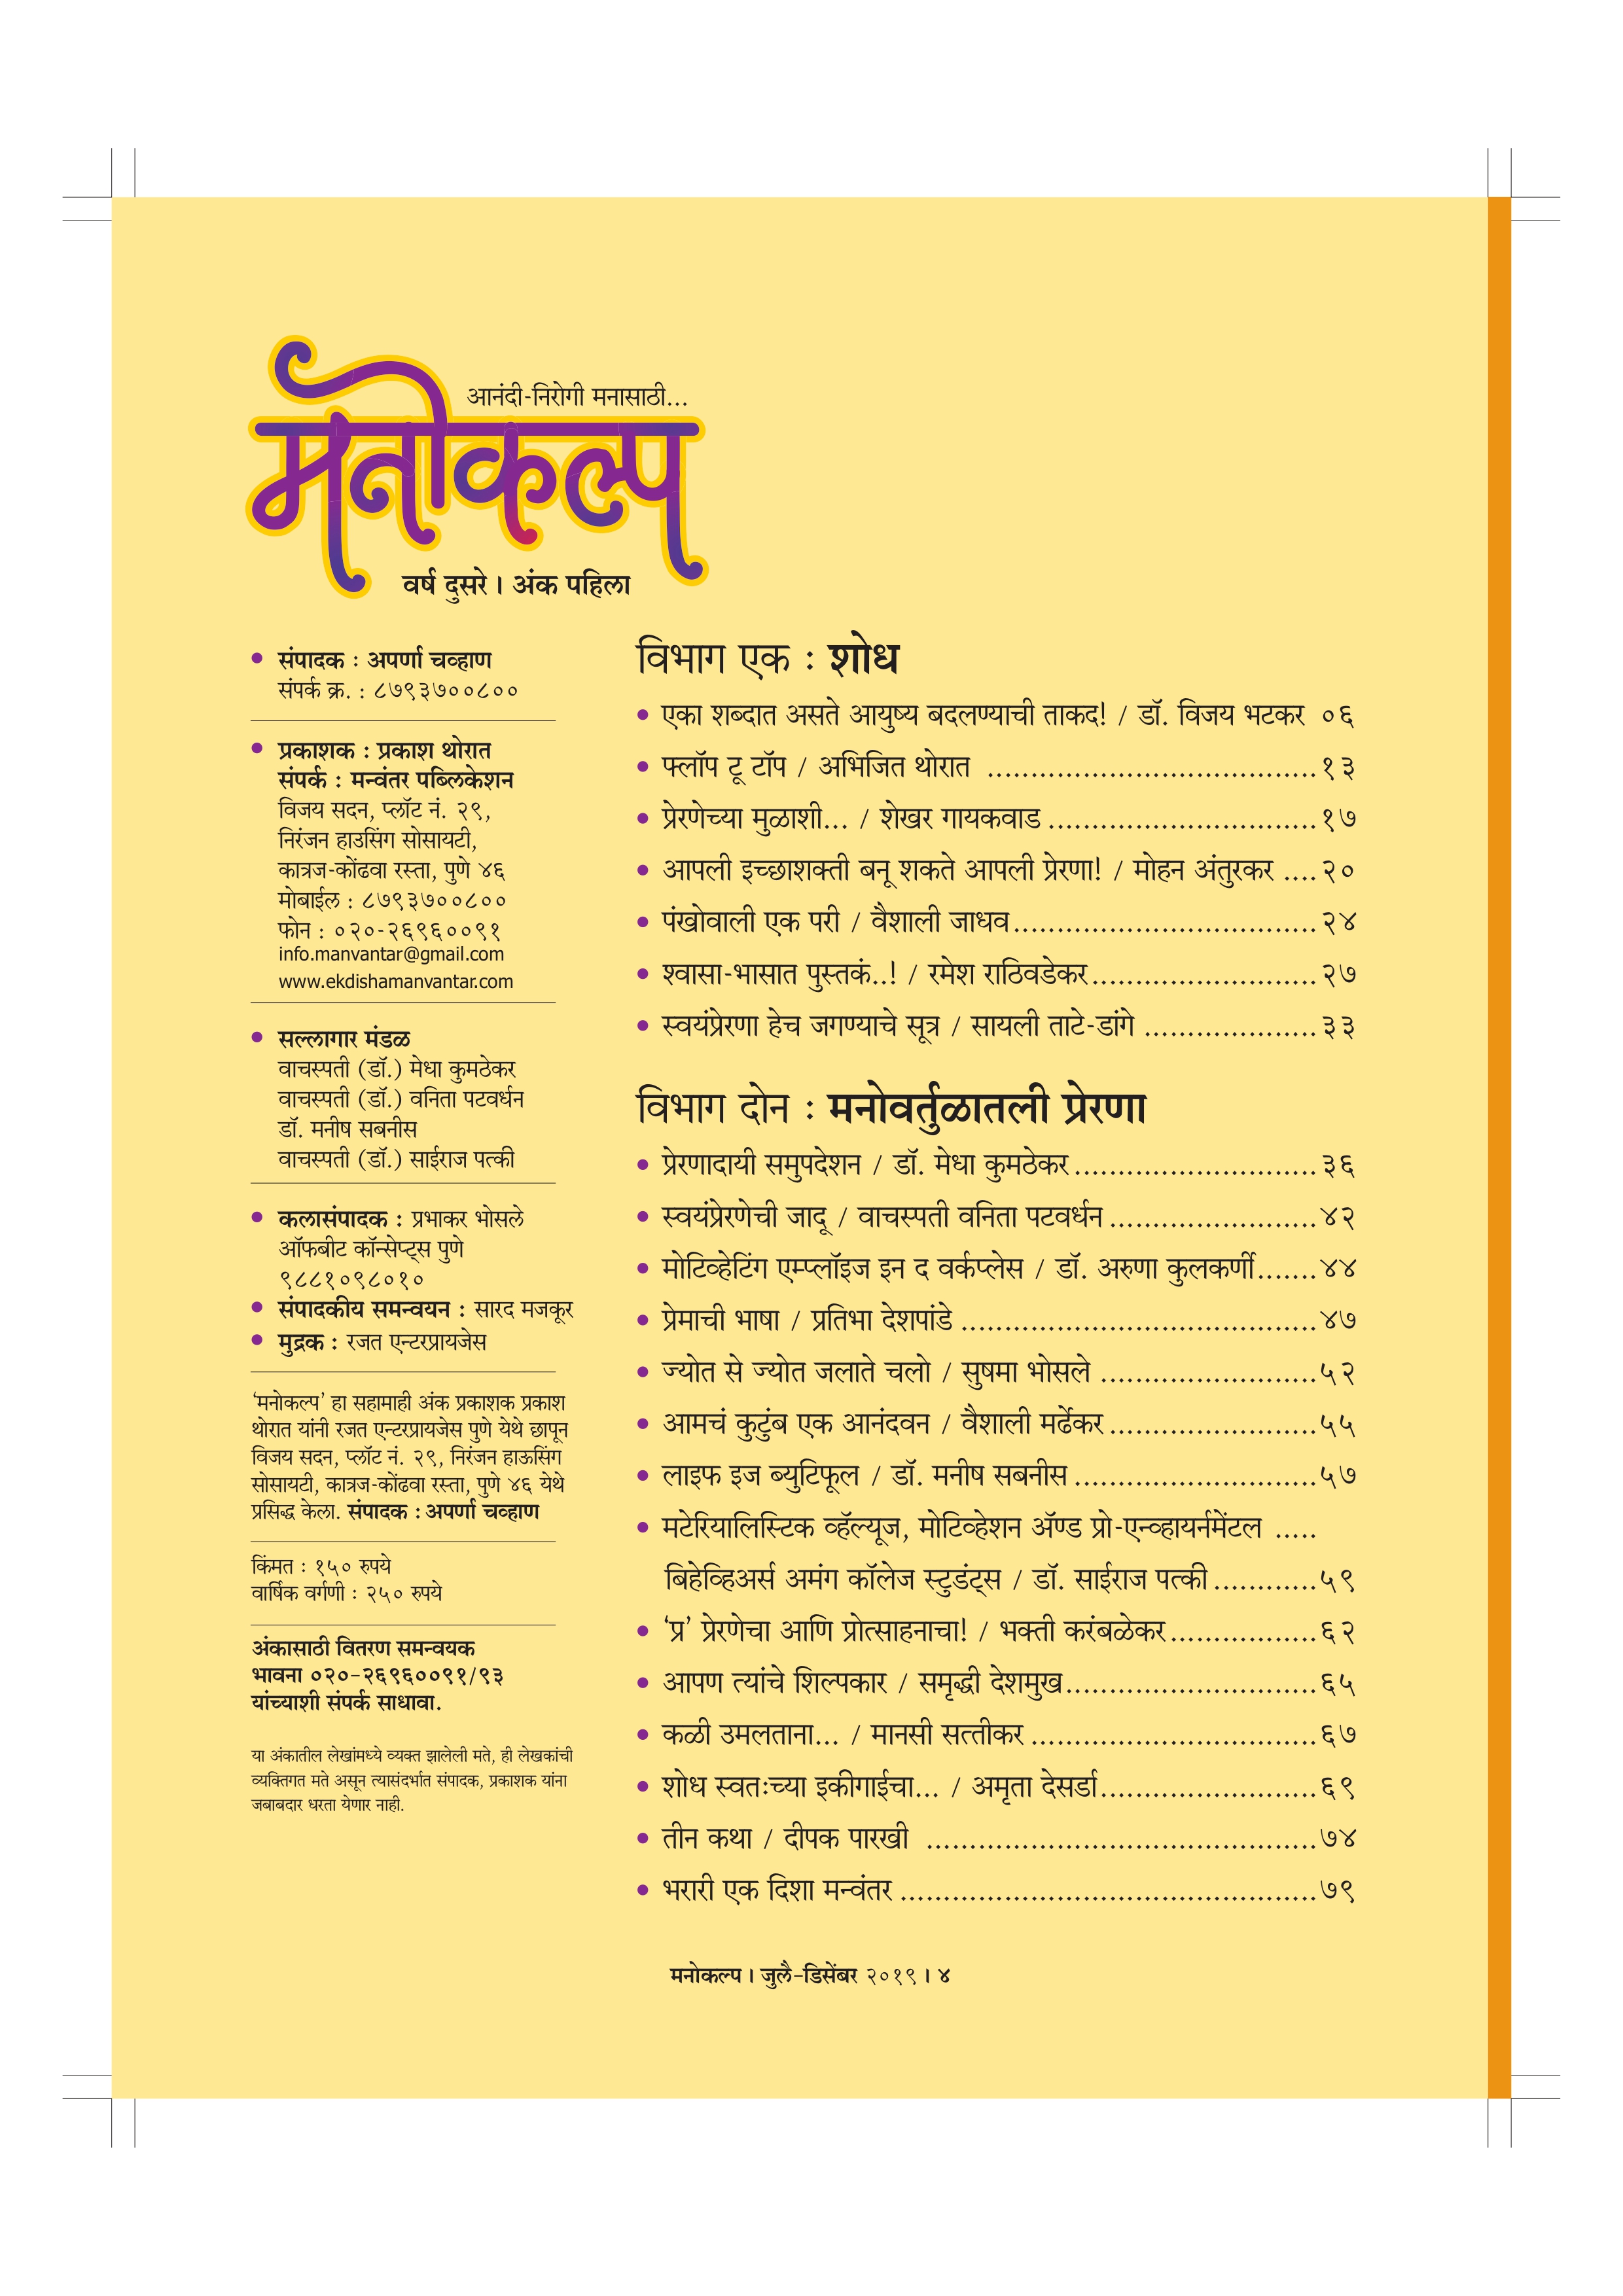 आनंदी-निरोगी मनासाठी...
मनोकल्प
वर्ष दुसरे । अंक पहिला
• संपादक : अपर्णा चव्हाण
संपर्क क्र. : ८७९३७००८००
• प्रकाशक : प्रकाश थोरात
संपर्क : मन्वंतर पब्लिकेशन
विजय सदन, प्लॉट नं. २९,
निरंजन हाउसिंग सोसायटी,
कात्रज-कोंढवा रस्ता, पुणे ४६
मोबाईल : ८७९३७००८००
फोन : ०२०-२६९६००९१
info.manvantar@gmail.com
www.ekdishamanvantar.com
• सल्लागार मंडळ
वाचस्पती (डॉ.) मेधा कुमठेकर
वाचस्पती (डॉ.) वनिता पटवर्धन
डॉ. मनीष सबनीस
वाचस्पती (डॉ.) साईराज पत्की
• कलासंपादक : प्रभाकर भोसले
ऑफबीट कॉन्सेप्ट्स पुणे
९८८१०९८०१०
• संपादकीय समन्वयन : सारद मजकूर
• मुद्रक : रजत एन्टरप्रायजेस
‘मनोकल्प’ हा सहामाही अंक प्रकाशक प्रकाश
थोरात यांनी रजत एन्टरप्रायजेस पुणे येथे छापून
विजय सदन, प्लॉट नं. २९, निरंजन हाऊसिंग
सोसायटी, कात्रज-कोंढवा रस्ता, पुणे ४६ येथे
प्रसिद्ध केला. संपादक : अपर्णा चव्हाण
किंमत : १५० रुपये
वार्षिक वर्गणी : २५० रुपये
अंकासाठी वितरण समन्वयक
भावना ०२०-२६९६००९१/९३
यांच्याशी संपर्क साधावा.
या अंकातील लेखांमध्ये व्यक्त झालेली मते, ही लेखकांची
व्यक्तिगत मते असून त्यासंदर्भात संपादक, प्रकाशक यांना
जबाबदार धरता येणार नाही.
विभाग एक : शोध
• एका शब्दात असते आयुष्य बदलण्याची ताकद! / डॉ. विजय भटकर ०६
• फ्लॉप टू टॉप / अभिजित थोरात ......................................१३
• प्रेरणेच्या मुळाशी... / शेखर गायकवाड ...............................१७
• आपली इच्छाशक्ती बनू शकते आपली प्रेरणा! / मोहन अंतुरकर ....२०
• पंखोवाली एक परी / वैशाली जाधव...................................२४
• श्वासा-भासात पुस्तकं..! / रमेश राठिवडेकर..........................२७
• स्वयंप्रेरणा हेच जगण्याचे सूत्र / सायली ताटे-डांगे ....................३३
विभाग दोन : मनोवर्तुळातली प्रेरणा
• प्रेरणादायी समुपदेशन / डॉ. मेधा कुमठेकर............................३६
• स्वयंप्रेरणेची जादू / वाचस्पती वनिता पटवर्धन ........................४२
• मोटिव्हेटिंग एम्प्लॉइज इन द वर्कप्लेस / डॉ. अरुणा कुलकर्णी.......४४
• प्रेमाची भाषा / प्रतिभा देशपांडे .........................................४७
• ज्योत से ज्योत जलाते चलो / सुषमा भोसले .........................५२
• आमचं कुटुंब एक आनंदवन / वैशाली मर्ढेकर ........................५५
• लाइफ इज ब्युटिफूल / डॉ. मनीष सबनीस ............................५७
• मटेरियालिस्टिक व्हॅल्यूज, मोटिव्हेशन ॲण्ड प्रो-एन्व्हायर्नमेंटल .....
बिहेव्हिअर्स अमंग कॉलेज स्टुडंट्स / डॉ. साईराज पत्की ............५९
• ‘प्र’ प्रेरणेचा आणि प्रोत्साहनाचा! / भक्ती करंबळेकर.................६२
• आपण त्यांचे शिल्पकार / समृद्धी देशमुख.............................६५
• कळी उमलताना... / मानसी सत्तीकर .................................६७
• शोध स्वतःच्या इकीगाईचा... / अमृता देसर्डा.........................६९
• तीन कथा / दीपक पारखी .............................................७४
• भरारी एक दिशा मन्वंतर ................................................७९
मनोकल्प । जुलै-डिसेंबर २०१९ । ४